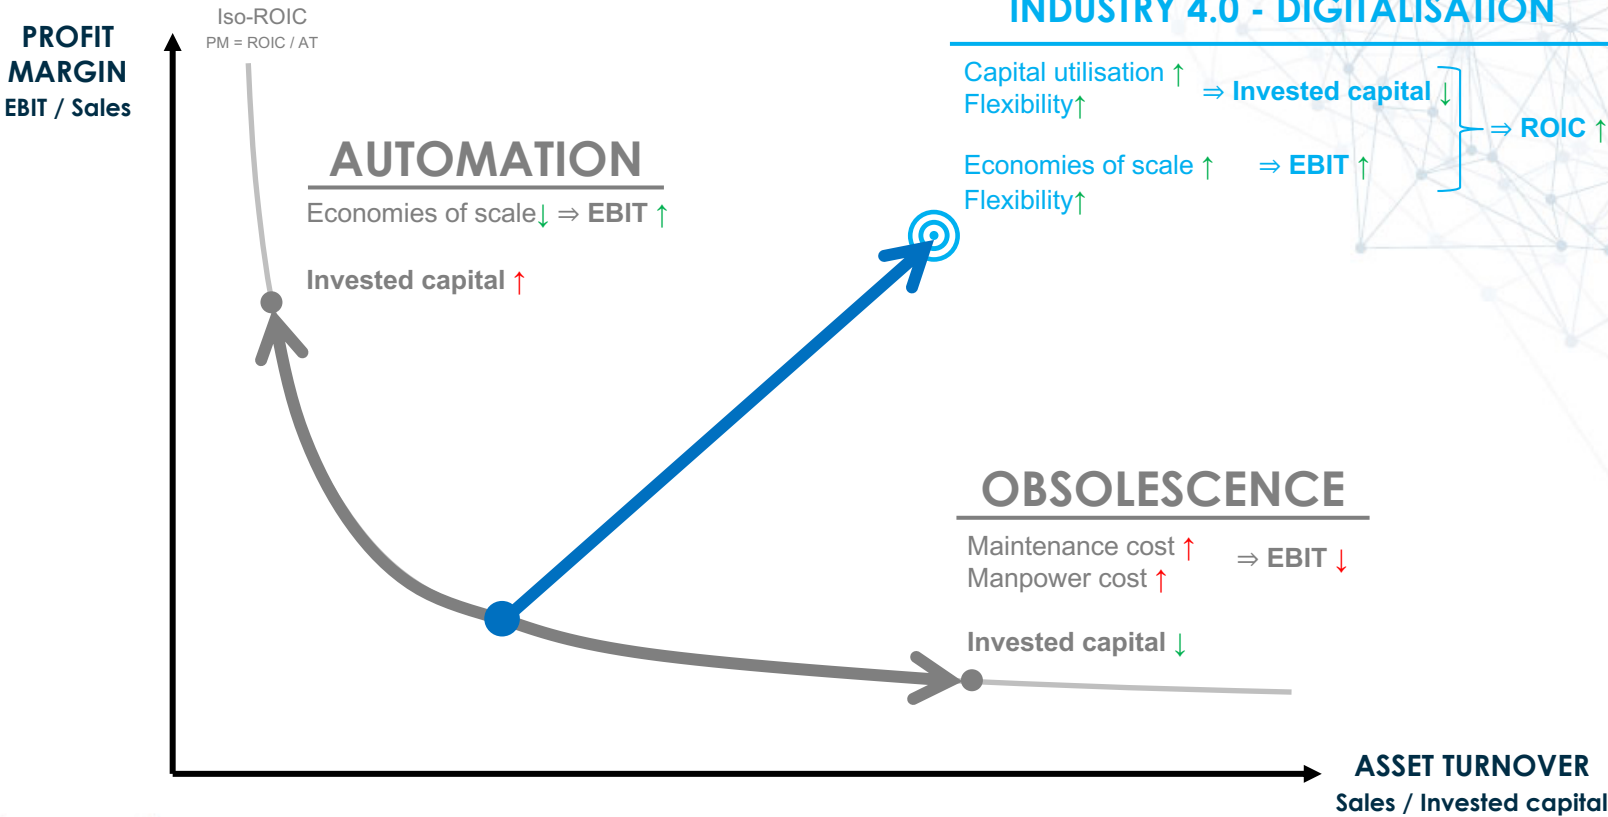 PROFIT
MARGIN
EBIT / Sales
Iso-ROIC
PM = ROIC / AT
AUTOMATION
Economies of scale↓ ⇒ EBIT ↑
Invested capital ↑
INDUSTRY 4.0 - DIGITALISATION
Capital utilisation ↑
Flexibility↑
⇒ Invested capital ↓
Economies of scale ↑ ⇒ EBIT ↑
Flexibility↑
⇒ ROIC ↑
OBSOLESCENCE
Maintenance cost ↑
Manpower cost ↑
⇒ EBIT ↓
Invested capital ↓
ASSET TURNOVER
Sales / Invested capital